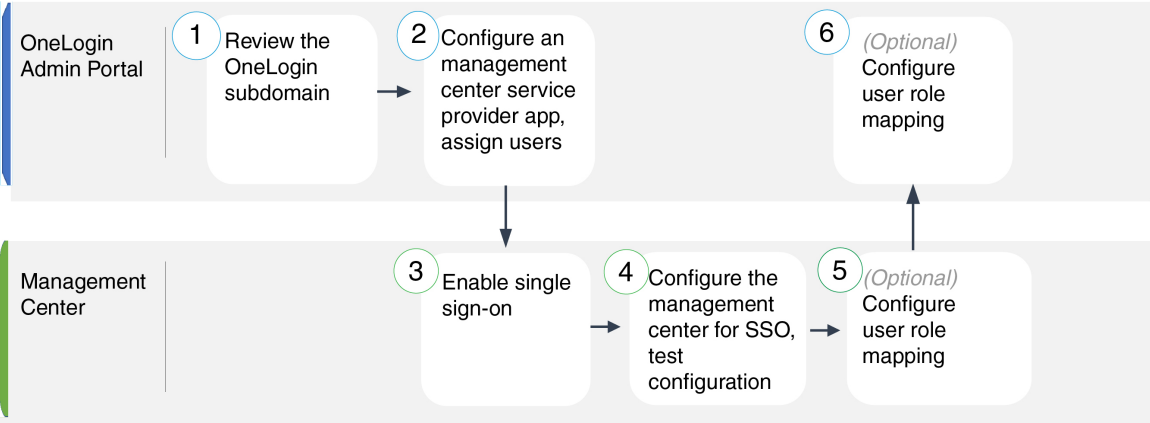 OneLogin
Admin Portal
1
Review the
OneLogin
subdomain
2
Configure an
management
center service
provider app,
assign users
6
(Optional)
Configure
user role
mapping
Management
Center
3
Enable single
sign-on
4
Configure the
management
center for SSO,
test
configuration
5
(Optional)
Configure
user role
mapping